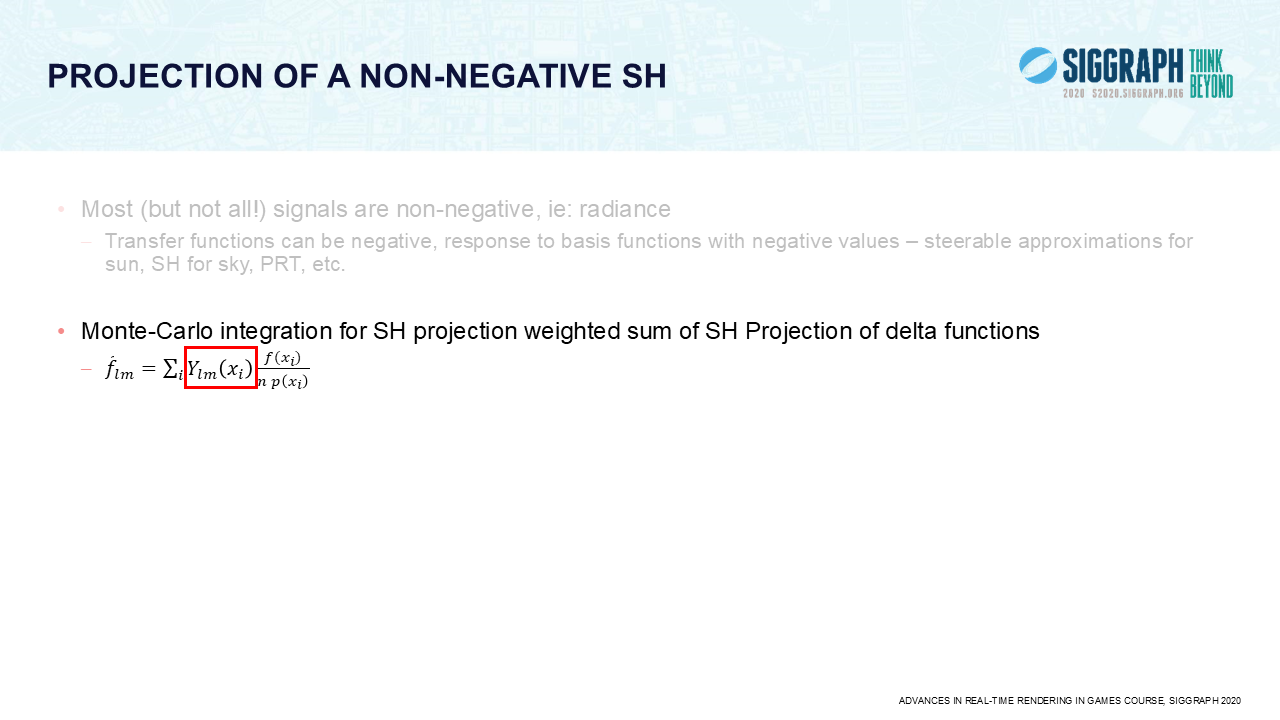 PROJECTION OF A NON-NEGATIVE SH
SIGGRAPH THINK BEYOND
2020 S2020.SIGGRAPH.ORG
• Most (but not all!) signals are non-negative, ie: radiance
– Transfer functions can be negative, response to basis functions with negative values – steerable approximations for
sun, SH for sky, PRT, etc.
• Monte-Carlo integration for SH projection weighted sum of SH Projection of delta functions
– f́_{lm} = ∑_i Y_{lm}(x_i) f(x_i) / n p(x_i)
ADVANCES IN REAL-TIME RENDERING IN GAMES COURSE, SIGGRAPH 2020